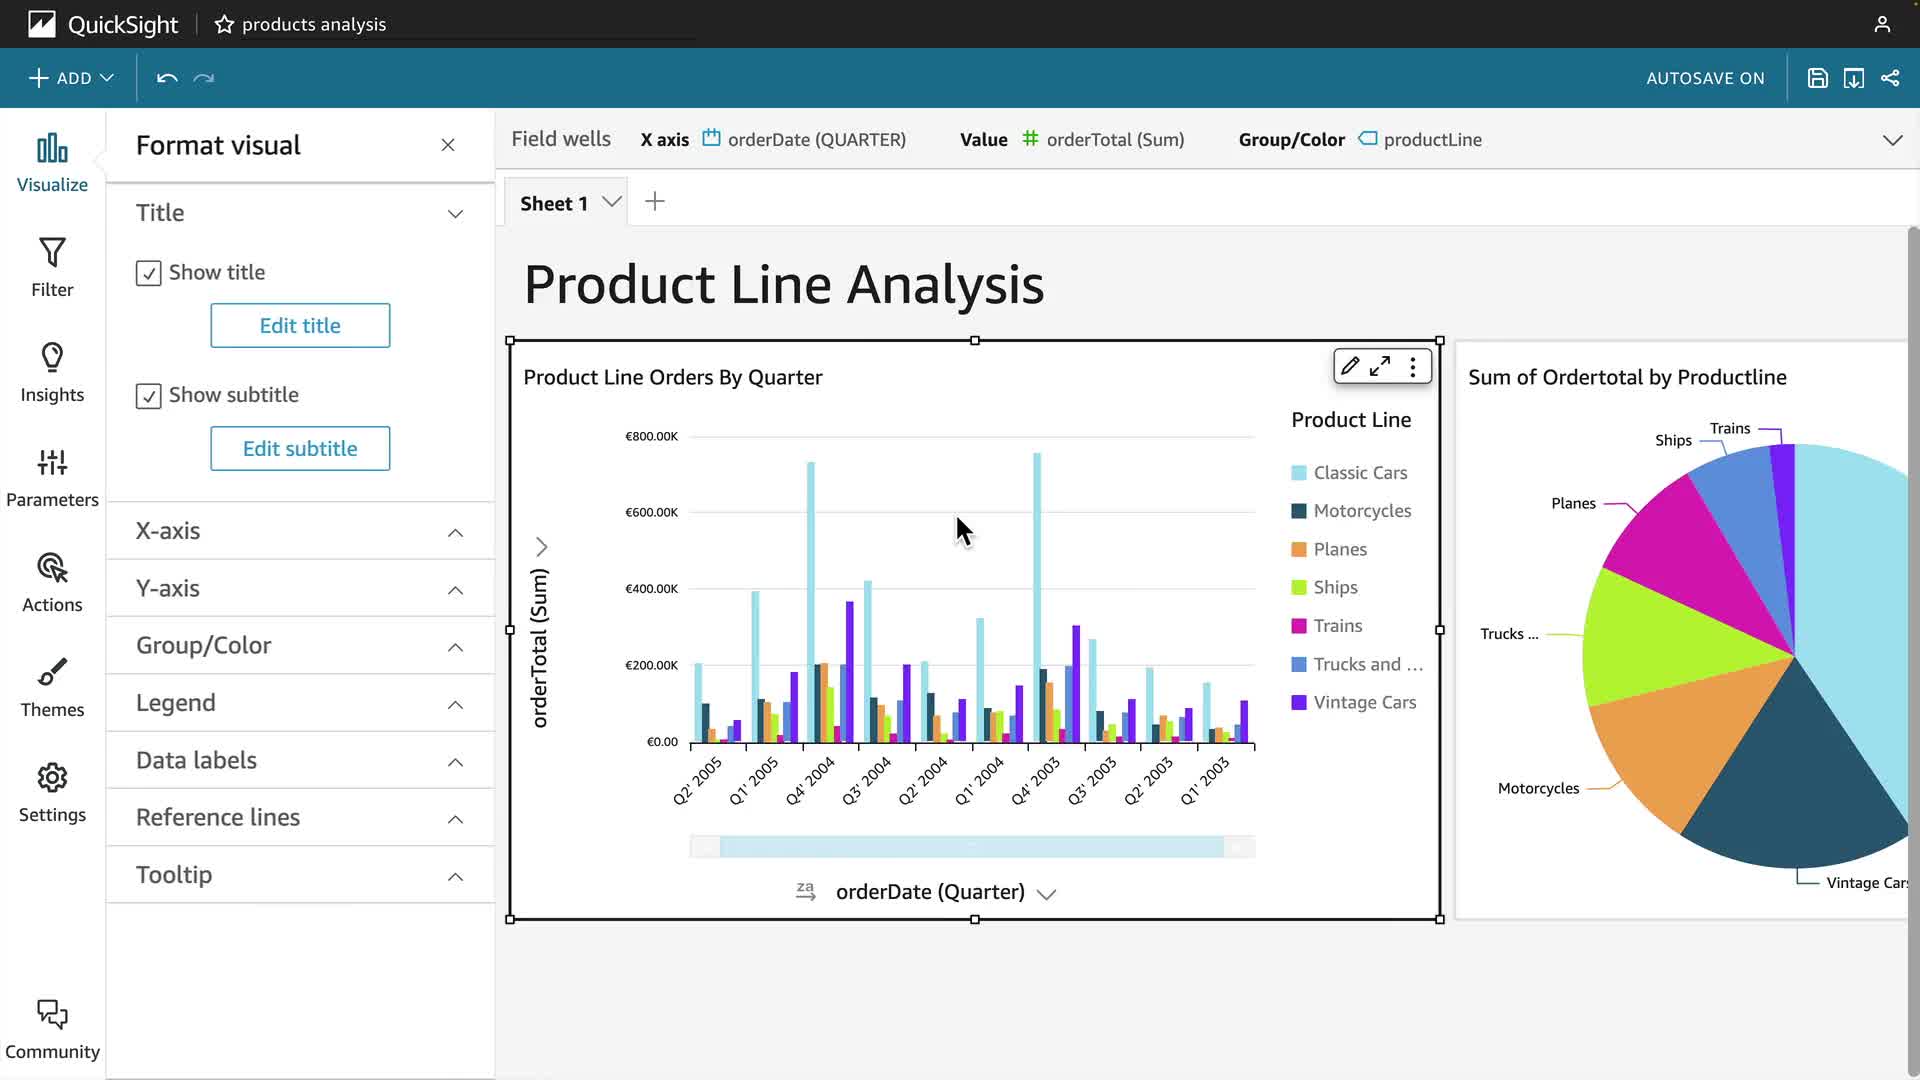 QuickSight
products analysis
ADD
AUTOSAVE ON
Visualize
Filter
Insights
Parameters
Actions
Themes
Settings
Community
Format visual
Title
Show title
Edit title
Show subtitle
Edit subtitle
X-axis
Y-axis
Group/Color
Legend
Data labels
Reference lines
Tooltip
Field wells X axis orderDate (QUARTER) Value orderTotal (Sum) Group/Color productLine
Sheet 1
Product Line Analysis
Product Line Orders By Quarter
orderTotal (Sum)
€800.00K
€600.00K
€400.00K
€200.00K
€0.00
Q2' 2005
Q1' 2005
Q4' 2004
Q3' 2004
Q2' 2004
Q1' 2004
Q4' 2003
Q3' 2003
Q2' 2003
Q1' 2003
za orderDate (Quarter)
Product Line
Classic Cars
Motorcycles
Planes
Ships
Trains
Trucks and ...
Vintage Cars
Sum of Ordertotal by Productline
Trains
Ships
Planes
Trucks ...
Motorcycles
Vintage Cars